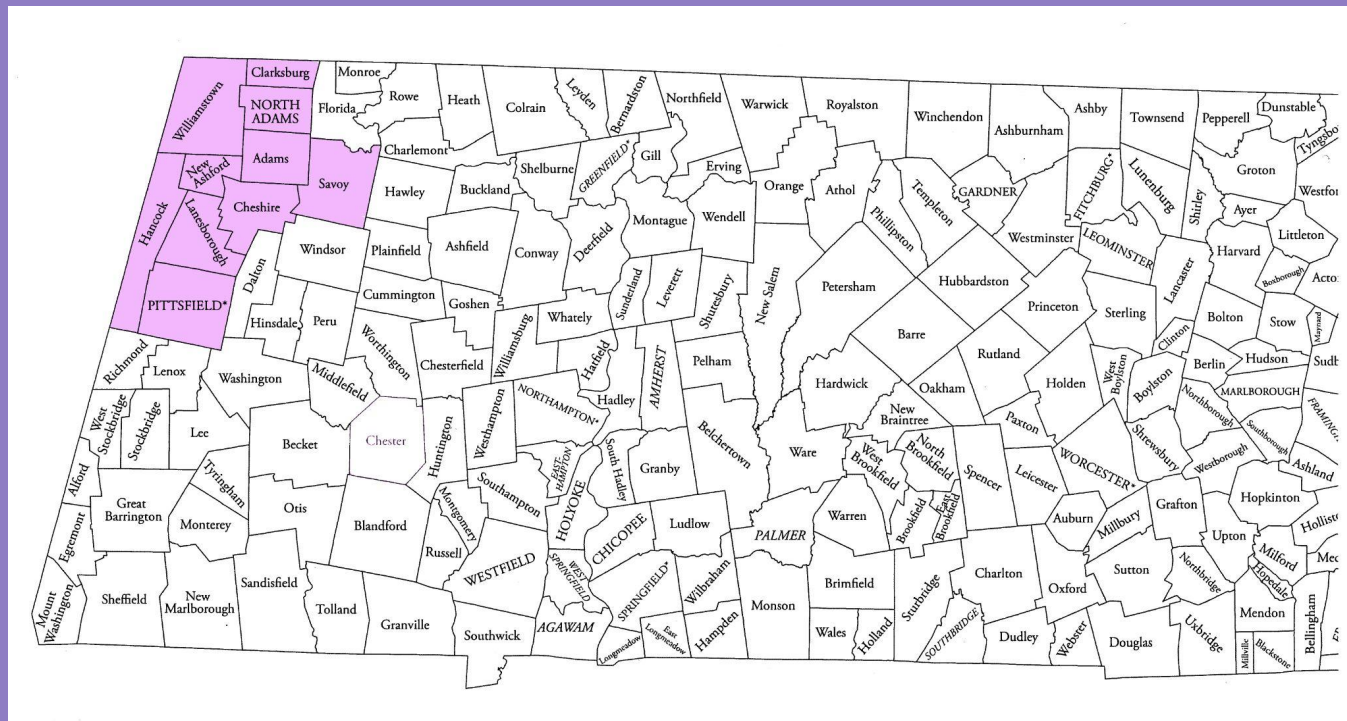 Williamstown
Clarksburg
NORTH
ADAMS
Adams
Savoy
New
Ashford
Cheshire
Hancock
Lanesborough
PITTSFIELD*
Monroe
Florida
Rowe
Heath
Colrain
Leyden
Bernardston
Northfield
Warwick
Royalston
Winchendon
Ashburnham
Ashby
Townsend
Pepperell
Dunstable
Tyngsbo
Charlemont
Hawley
Buckland
Shelburne
GREENFIELD*
Gill
Erving
Orange
Athol
Phillipston
Templeton
GARDNER
Westminster
FITCHBURG*
Lunenburg
Shirley
Groton
Westfor
Ayer
Littleton
LEOMINSTER
Lancaster
Harvard
Boxborough
Acto
Dalton
Windsor
Plainfield
Ashfield
Conway
Deerfield
Montague
Wendell
Sunderland
Leverett
Shutesbury
New Salem
Petersham
Hubbardston
Princeton
Sterling
Clinton
Bolton
Stow
Maynard
Hinsdale
Peru
Cummington
Goshen
Whately
Williamsburg
Chesterfield
Worthington
Hatfield
AMHERST
Pelham
Barre
Rutland
Holden
West
Boylston
Boylston
Berlin
Hudson
Sudb
Richmond
Lenox
Washington
Middlefield
Hardwick
Oakham
New
Braintree
Paxton
MARLBOROUGH
Northborough
Southborough
FRAMINGH
West
Stockbridge
Stockbridge
Lee
Becket
Chester
Huntington
Westhampton
NORTHAMPTON*
Hadley
Belchertown
Ware
West
Brookfield
North
Brookfield
Spencer
Leicester
WORCESTER*
Shrewsbury
Westborough
Ashland
Alford
Great
Barrington
Tyringham
Monterey
Otis
Blandford
Montgomery
Southampton
EAST-
HAMPTON
HOLYOKE
South Hadley
Granby
CHICOPEE
Ludlow
PALMER
Warren
Brookfield
East
Brookfield
Auburn
Millbury
Grafton
Hopkinton
Hollisto
Egremont
Russell
WESTFIELD
WEST
SPRINGFIELD
SPRINGFIELD*
Wilbraham
Upton
Milford
Med
Mount
Washington
Sheffield
New
Marlborough
Sandisfield
Tolland
Granville
Southwick
AGAWAM
Longmeadow
East
Longmeadow
Hampden
Monson
Brimfield
Wales
Holland
Sturbridge
SOUTHBRIDGE
Charlton
Dudley
Oxford
Webster
Sutton
Douglas
Northbridge
Uxbridge
Hopedale
Mendon
Millville
Blackstone
Bellingham